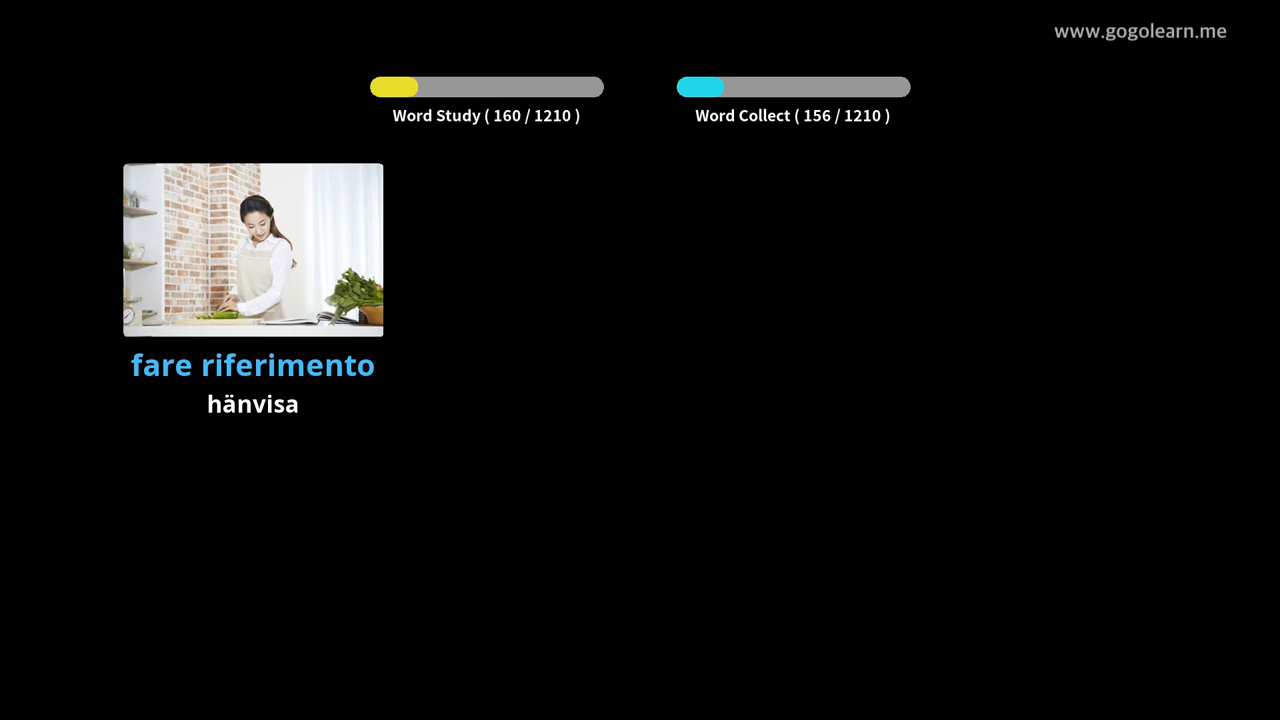 www.gogolearn.me
Word Study ( 160 / 1210 )
Word Collect ( 156 / 1210 )
fare riferimento
hänvisa